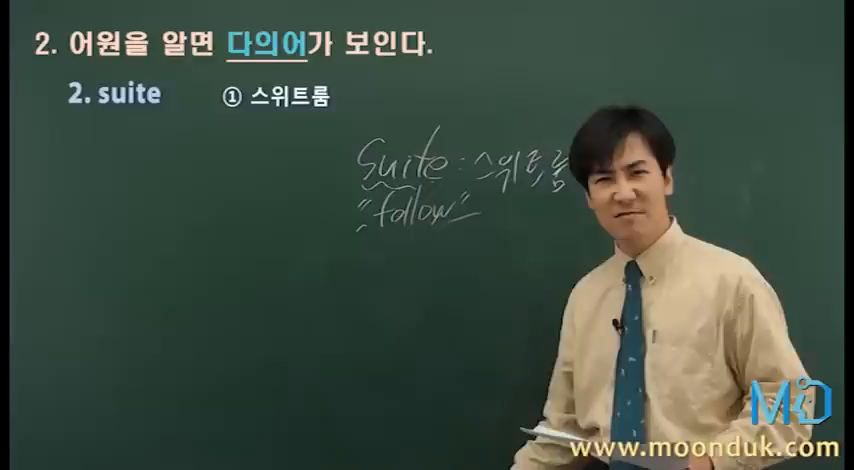 2. 어원을 알면 다의어가 보인다.
2. suite ① 스위트룸
suite : 스위트룸
"follow"
MD
www.moonduk.com